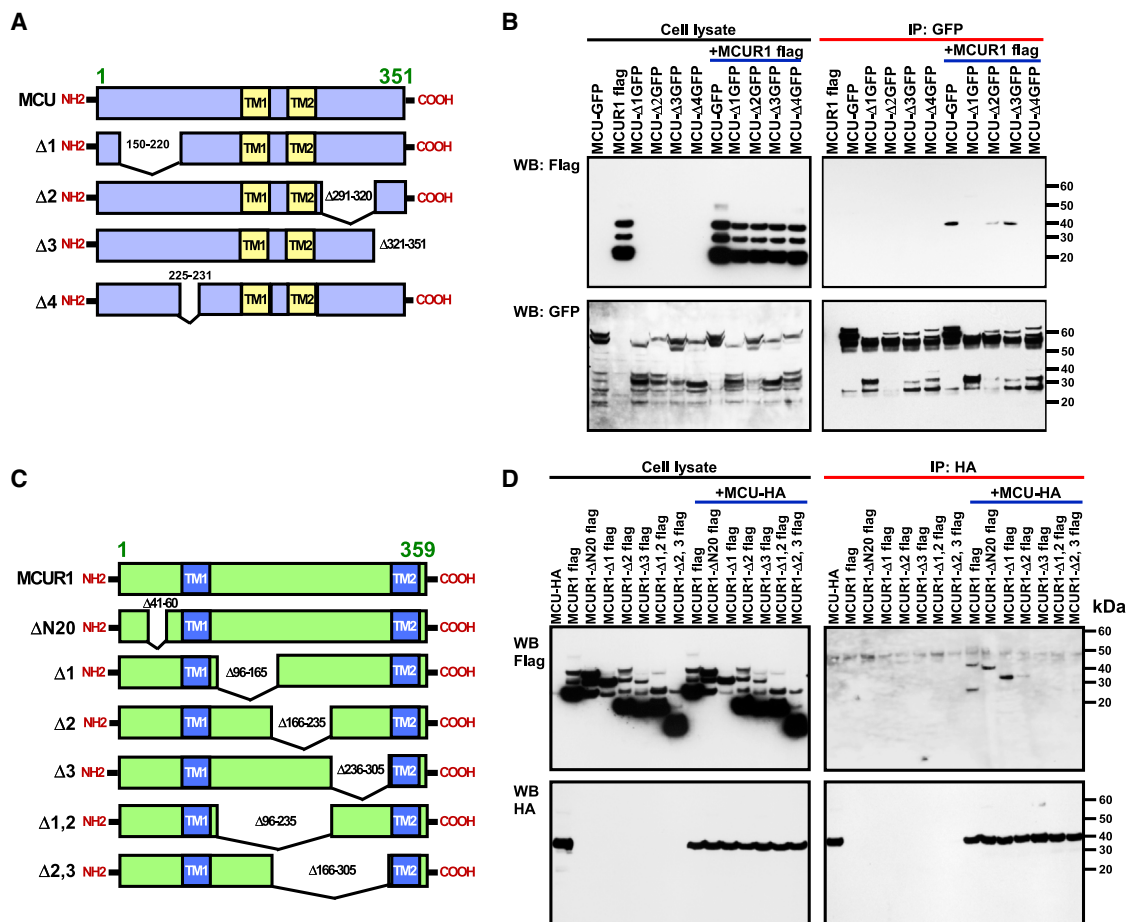 A
1 351
MCU NH2 TM1 TM2 COOH
Δ1 NH2 150-220 TM1 TM2 COOH
Δ2 NH2 TM1 TM2 Δ291-320 COOH
Δ3 NH2 TM1 TM2 Δ321-351
225-231
Δ4 NH2 TM1 TM2 COOH
B
Cell lysate IP: GFP
+MCUR1 flag +MCUR1 flag
MCU-GFP
MCUR1 flag
MCU-Δ1GFP
MCU-Δ2GFP
MCU-Δ3GFP
MCU-Δ4GFP
MCU-GFP
MCU-Δ1GFP
MCU-Δ2GFP
MCU-Δ3GFP
MCU-Δ4GFP
MCUR1 flag
MCU-GFP
MCU-Δ1GFP
MCU-Δ2GFP
MCU-Δ3GFP
MCU-Δ4GFP
MCU-GFP
MCU-Δ1GFP
MCU-Δ2GFP
MCU-Δ3GFP
MCU-Δ4GFP
WB: Flag
60
50
40
30
20
WB: GFP
60
50
40
30
20
C
1 359
MCUR1 NH2 TM1 TM2 COOH
Δ41-60
ΔN20 NH2 TM1 TM2 COOH
Δ1 NH2 TM1 Δ96-165 TM2 COOH
Δ2 NH2 TM1 Δ166-235 TM2 COOH
Δ3 NH2 TM1 Δ236-305 TM2 COOH
Δ1,2 NH2 TM1 Δ96-235 TM2 COOH
Δ2,3 NH2 TM1 Δ166-305 TM2 COOH
D
Cell lysate IP: HA
+MCU-HA +MCU-HA
MCU-HA
MCUR1 flag
MCUR1-ΔN20 flag
MCUR1-Δ1 flag
MCUR1-Δ2 flag
MCUR1-Δ3 flag
MCUR1-Δ1,2 flag
MCUR1-Δ2, 3 flag
MCUR1 flag
MCUR1-ΔN20 flag
MCUR1-Δ1 flag
MCUR1-Δ2 flag
MCUR1-Δ3 flag
MCUR1-Δ1,2 flag
MCUR1-Δ2, 3 flag
MCU-HA
MCUR1 flag
MCUR1-ΔN20 flag
MCUR1-Δ1 flag
MCUR1-Δ2 flag
MCUR1-Δ3 flag
MCUR1-Δ1,2 flag
MCUR1-Δ2, 3 flag
MCUR1 flag
MCUR1-ΔN20 flag
MCUR1-Δ1 flag
MCUR1-Δ2 flag
MCUR1-Δ3 flag
MCUR1-Δ1,2 flag
MCUR1-Δ2, 3 flag
kDa
WB
Flag
60
50
40
30
20
WB
HA
60
50
40
30
20